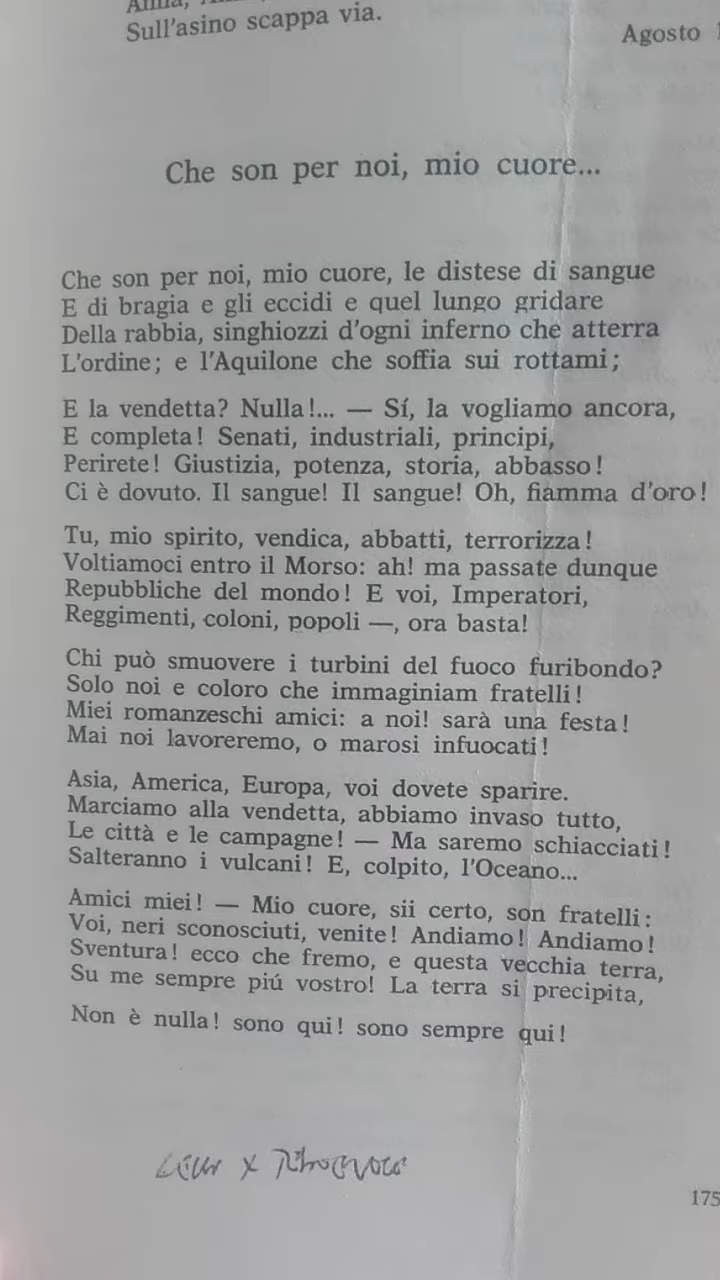 Sull'asino scappa via.
Agosto
Che son per noi, mio cuore...
Che son per noi, mio cuore, le distese di sangue
E di bragia e gli eccidi e quel lungo gridare
Della rabbia, singhiozzi d'ogni inferno che atterra
L'ordine; e l'Aquilone che soffia sui rottami;
E la vendetta? Nulla!... — Sí, la vogliamo ancora,
E completa! Senati, industriali, principi,
Perirete! Giustizia, potenza, storia, abbasso!
Ci è dovuto. Il sangue! Il sangue! Oh, fiamma d'oro!
Tu, mio spirito, vendica, abbatti, terrorizza!
Voltiamoci entro il Morso: ah! ma passate dunque
Repubbliche del mondo! E voi, Imperatori,
Reggimenti, coloni, popoli —, ora basta!
Chi può smuovere i turbini del fuoco furibondo?
Solo noi e coloro che immaginiam fratelli!
Miei romanzeschi amici: a noi! sarà una festa!
Mai noi lavoreremo, o marosi infuocati!
Asia, America, Europa, voi dovete sparire.
Marciamo alla vendetta, abbiamo invaso tutto,
Le città e le campagne! — Ma saremo schiacciati!
Salteranno i vulcani! E, colpito, l'Oceano...
Amici miei! — Mio cuore, sii certo, son fratelli:
Voi, neri sconosciuti, venite! Andiamo! Andiamo!
Sventura! ecco che fremo, e questa vecchia terra,
Su me sempre piú vostro! La terra si precipita,
Non è nulla! sono qui! sono sempre qui!
175